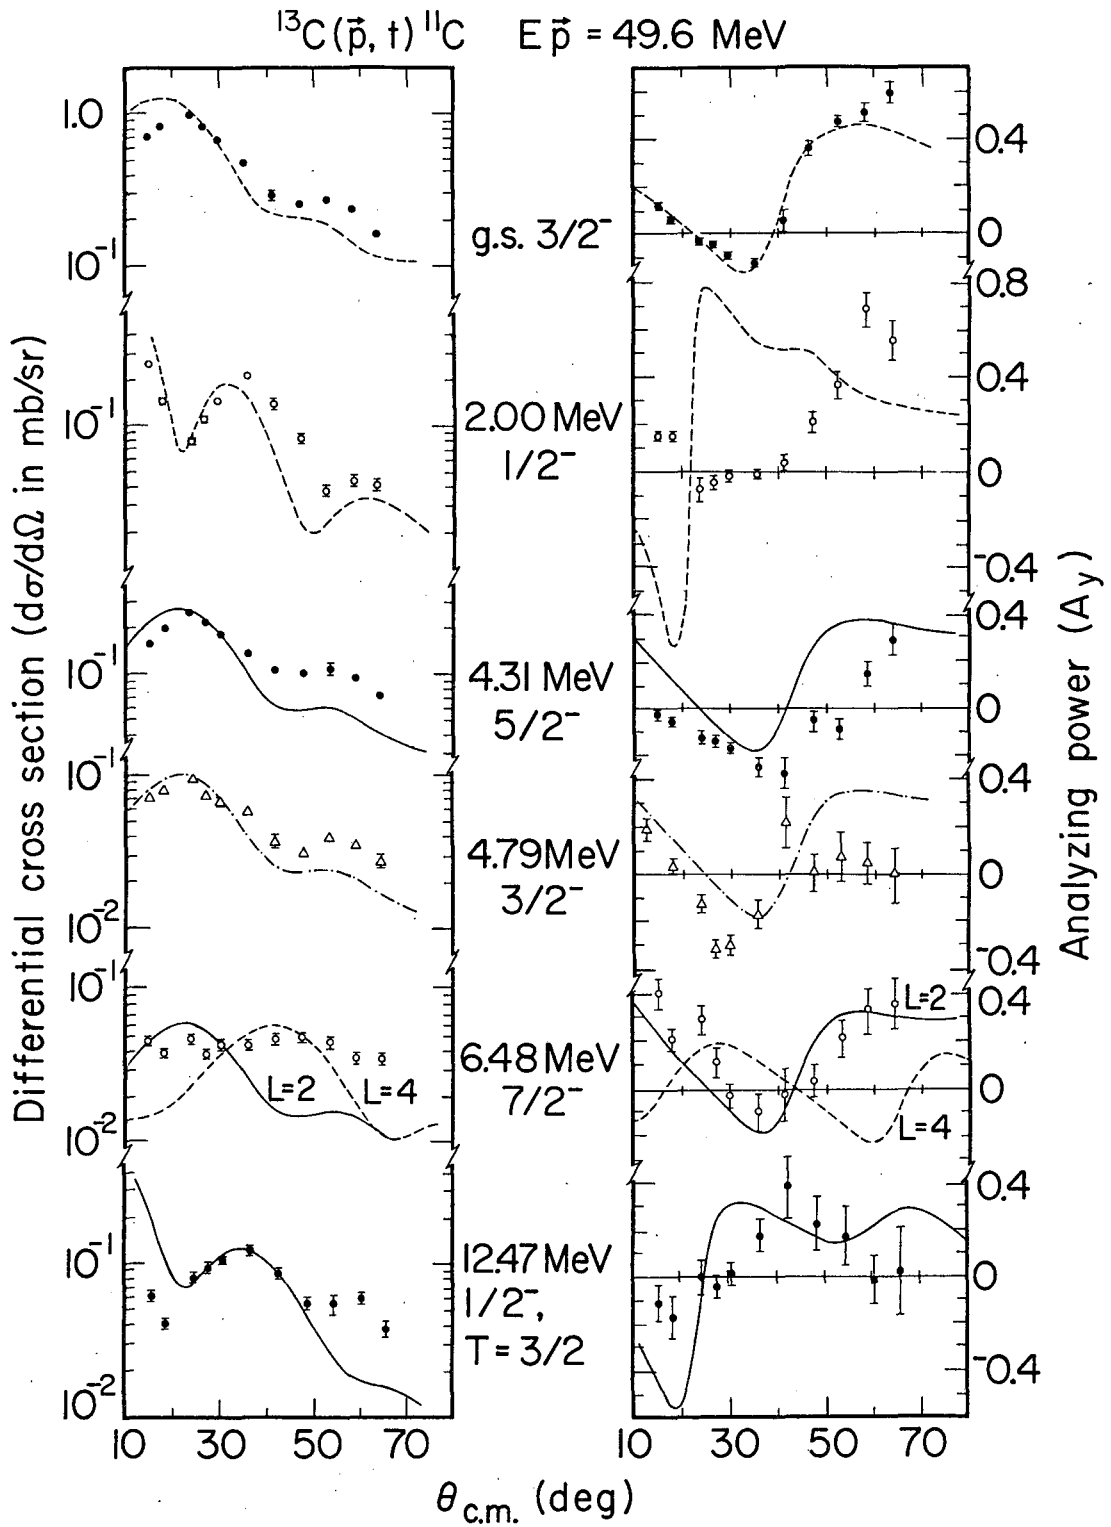 ¹³C(p⃗, t) ¹¹C Ep⃗ = 49.6 MeV
Differential cross section (dσ/dΩ in mb/sr)
1.0
10⁻¹
10⁻¹
10⁻¹
10⁻¹
10⁻²
10⁻¹
10⁻²
10⁻¹
10⁻²
g.s. 3/2⁻
2.00 MeV
1/2⁻
4.31 MeV
5/2⁻
4.79 MeV
3/2⁻
6.48 MeV
7/2⁻
12.47 MeV
1/2⁻,
T = 3/2
L=2
L=4
L=2
L=4
0.4
0
0.8
0.4
0
-0.4
0.4
0
0.4
0
-0.4
0.4
0
0.4
0
-0.4
Analyzing power (Ay)
10 30 50 70
10 30 50 70
θc.m. (deg)